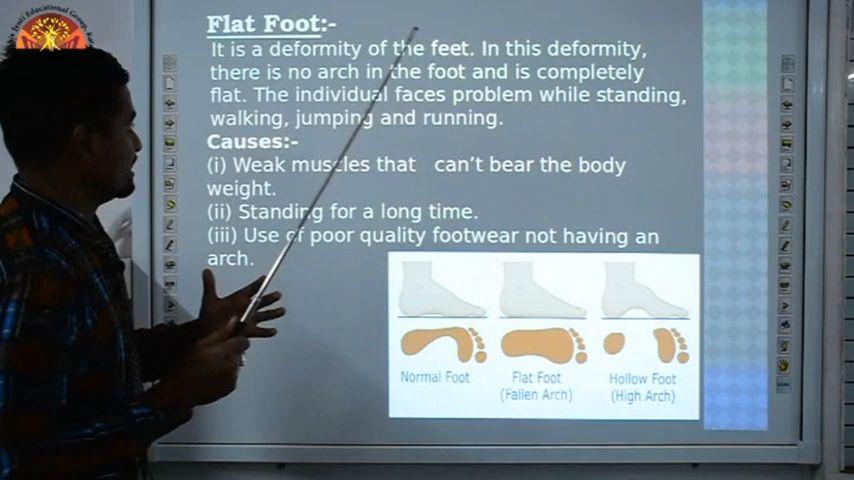 Flat Foot:-
It is a deformity of the feet. In this deformity,
there is no arch in the foot and is completely
flat. The individual faces problem while standing,
walking, jumping and running.
Causes:-
(i) Weak muscles that can't bear the body
weight.
(ii) Standing for a long time.
(iii) Use of poor quality footwear not having an
arch.
Normal Foot
Flat Foot
(Fallen Arch)
Hollow Foot
(High Arch)
Jyoti Educational Group,